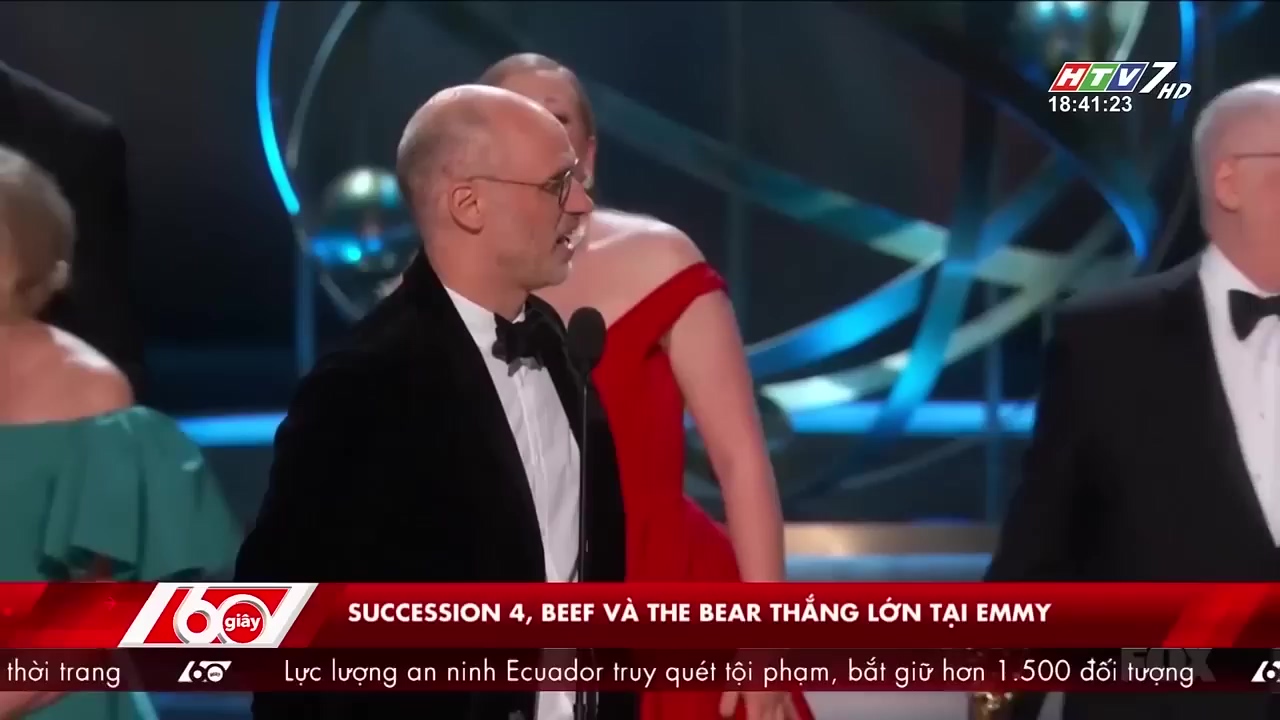 HTV7 HD
18:41:23
60 giây
SUCCESSION 4, BEEF VÀ THE BEAR THẮNG LỚN TẠI EMMY
thời trang 60 Lực lượng an ninh Ecuador truy quét tội phạm, bắt giữ hơn 1.500 đối tượng